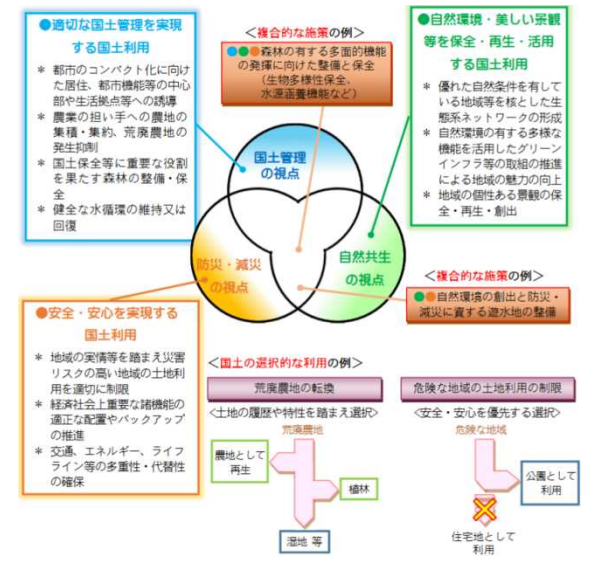 ●適切な国土管理を実現
する国土利用
＊ 都市のコンパクト化に向け
た居住、都市機能等の中心
部や生活拠点等への誘導
＊ 農業の担い手への農地の
集積・集約、荒廃農地の
発生抑制
＊ 国土保全等に重要な役割
を果たす森林の整備・保
全
＊ 健全な水循環の維持又は
回復
＜複合的な施策の例＞
●●●森林の有する多面的機能
の発揮に向けた整備と保全
（生物多様性保全、
水源涵養機能など）
●自然環境・美しい景観
等を保全・再生・活用
する国土利用
＊ 優れた自然条件を有して
いる地域等を核とした生
態系ネットワークの形成
＊ 自然環境の有する多様な
機能を活用したグリーン
インフラ等の取組の推進
による地域の魅力の向上
＊ 地域の個性ある景観の保
全・再生・創出
国土管理
の視点
防災・減災
の視点
自然共生
の視点
＜複合的な施策の例＞
●●自然環境の創出と防災・
減災に資する遊水地の整備
●安全・安心を実現する
国土利用
＊ 地域の実情等を踏まえ災害
リスクの高い地域の土地利
用を適切に制限
＊ 経済社会上重要な諸機能の
適正な配置やバックアップ
の推進
＊ 交通、エネルギー、ライフ
ライン等の多重性・代替性
の確保
＜国土の選択的な利用の例＞
荒廃農地の転換
＜土地の履歴や特性を踏まえ選択＞
荒廃農地
農地として
再生
植林
湿地 等
危険な地域の土地利用の制限
＜安全・安心を優先する選択＞
危険な地域
公園として
利用
住宅地として
利用